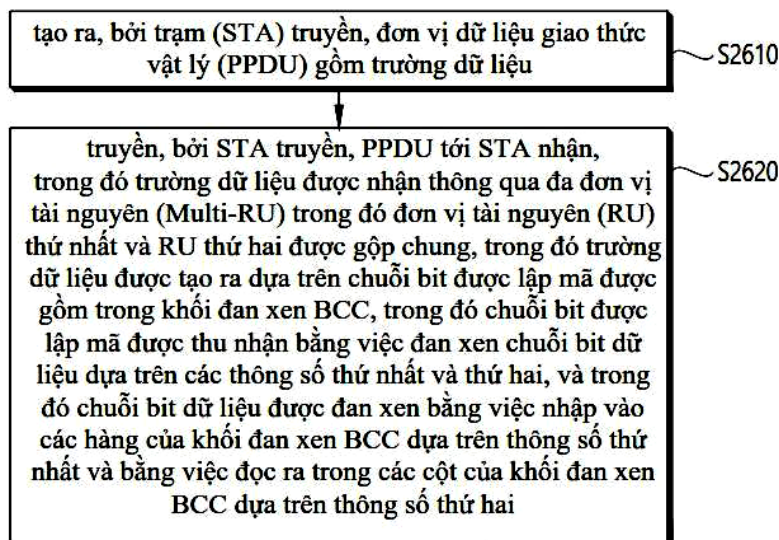 tạo ra, bởi trạm (STA) truyền, đơn vị dữ liệu giao thức
vật lý (PPDU) gồm trường dữ liệu
S2610
truyền, bởi STA truyền, PPDU tới STA nhận,
trong đó trường dữ liệu được nhận thông qua đa đơn vị
tài nguyên (Multi-RU) trong đó đơn vị tài nguyên (RU)
thứ nhất và RU thứ hai được gộp chung, trong đó trường
dữ liệu được tạo ra dựa trên chuỗi bit được lập mã được
gồm trong khối đan xen BCC, trong đó chuỗi bit được
lập mã được thu nhận bằng việc đan xen chuỗi bit dữ
liệu dựa trên các thông số thứ nhất và thứ hai, và trong
đó chuỗi bit dữ liệu được đan xen bằng việc nhập vào
các hàng của khối đan xen BCC dựa trên thông số thứ
nhất và bằng việc đọc ra trong các cột của khối đan xen
BCC dựa trên thông số thứ hai
S2620